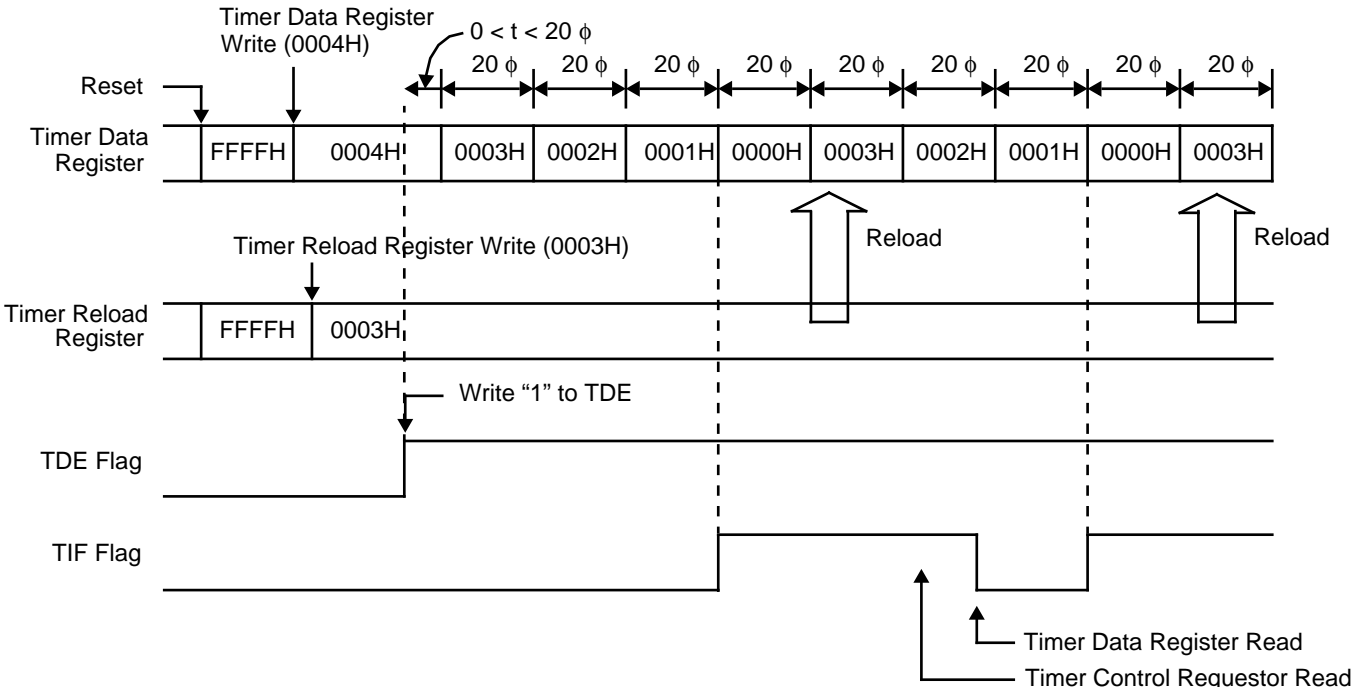 Timer Data Register
Write (0004H)
0 < t < 20 ϕ
20 ϕ 20 ϕ 20 ϕ 20 ϕ 20 ϕ 20 ϕ 20 ϕ 20 ϕ 20 ϕ
Reset
Timer Data
Register
FFFFH 0004H 0003H 0002H 0001H 0000H 0003H 0002H 0001H 0000H 0003H
Reload Reload
Timer Reload Register Write (0003H)
Timer Reload
Register
FFFFH 0003H
Write “1” to TDE
TDE Flag
TIF Flag
Timer Data Register Read
Timer Control Requestor Read